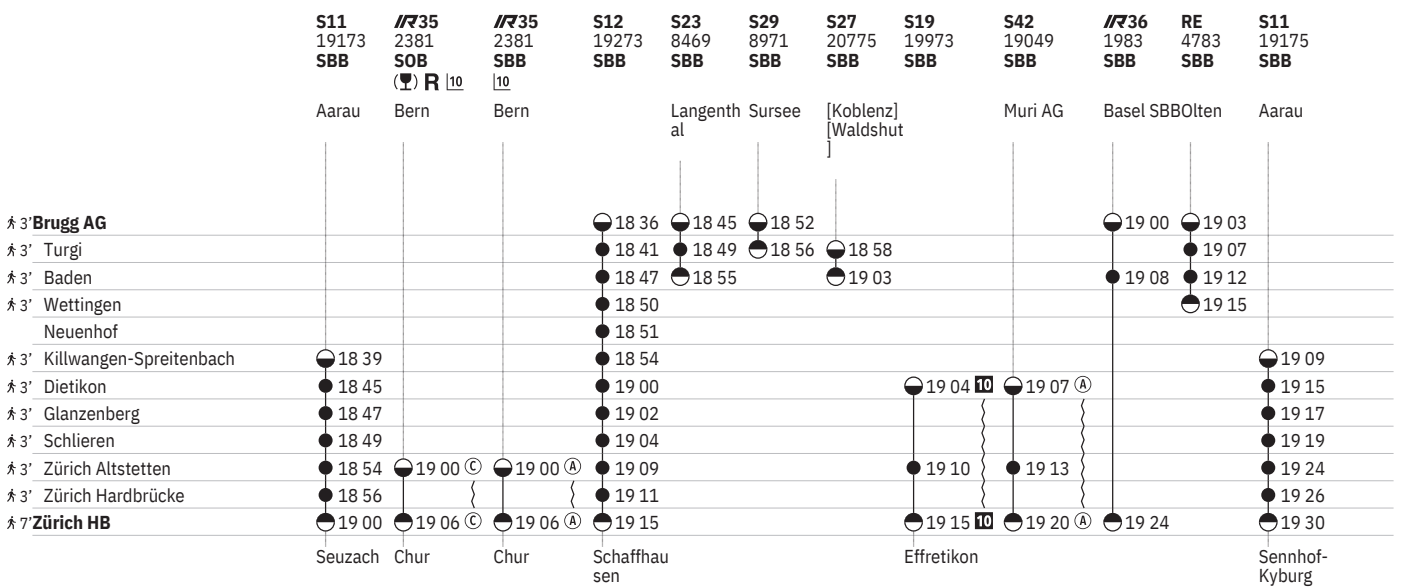 S11 IR35 IR35 S12 S23 S29 S27 S19 S42 IR36 RE S11
19173 2381 2381 19273 8469 8971 20775 19973 19049 1983 4783 19175
SBB SOB SBB SBB SBB SBB SBB SBB SBB SBB SBB SBB
R 10 10
Aarau Bern Bern Langenth Sursee [Koblenz] Muri AG Basel SBB Olten Aarau
al [Waldshut
]
3' Brugg AG 18 36 18 45 18 52 19 00 19 03
3' Turgi 18 41 18 49 18 56 18 58 19 07
3' Baden 18 47 18 55 19 03 19 08 19 12
3' Wettingen 18 50 19 15
Neuenhof 18 51
3' Killwangen-Spreitenbach 18 39 18 54 19 09
3' Dietikon 18 45 19 00 19 04 10 19 07 A 19 15
3' Glanzenberg 18 47 19 02 19 17
3' Schlieren 18 49 19 04 19 19
3' Zürich Altstetten 18 54 19 00 C 19 00 A 19 09 19 10 19 13 19 24
3' Zürich Hardbrücke 18 56 19 11 19 26
7' Zürich HB 19 00 19 06 C 19 06 A 19 15 19 15 10 19 20 A 19 24 19 30
Seuzach Chur Chur Schaffhau Effretikon Sennhof-
sen Kyburg